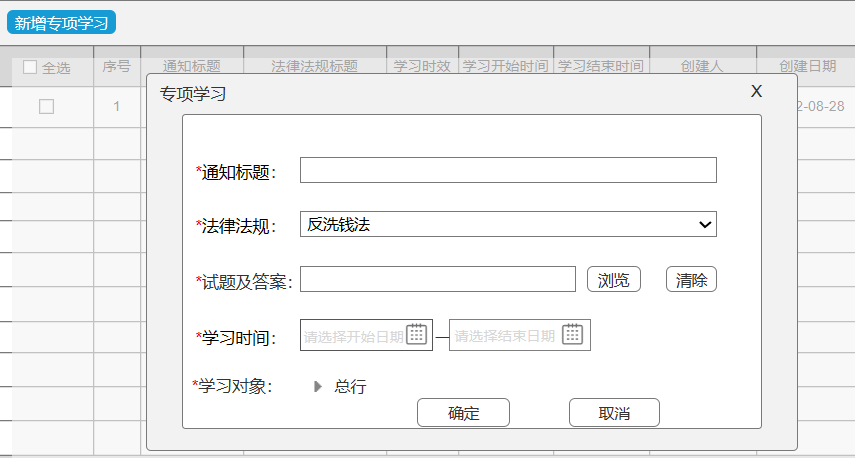 新增专项学习
全选 序号 通知标题 法律法规标题 学习时效 学习开始时间 学习结束时间 创建人 创建日期
1 2-08-28
专项学习 X
*通知标题：
*法律法规： 反洗钱法
*试题及答案： 浏览 清除
*学习时间： 请选择开始日期 — 请选择结束日期
*学习对象： 总行
确定 取消